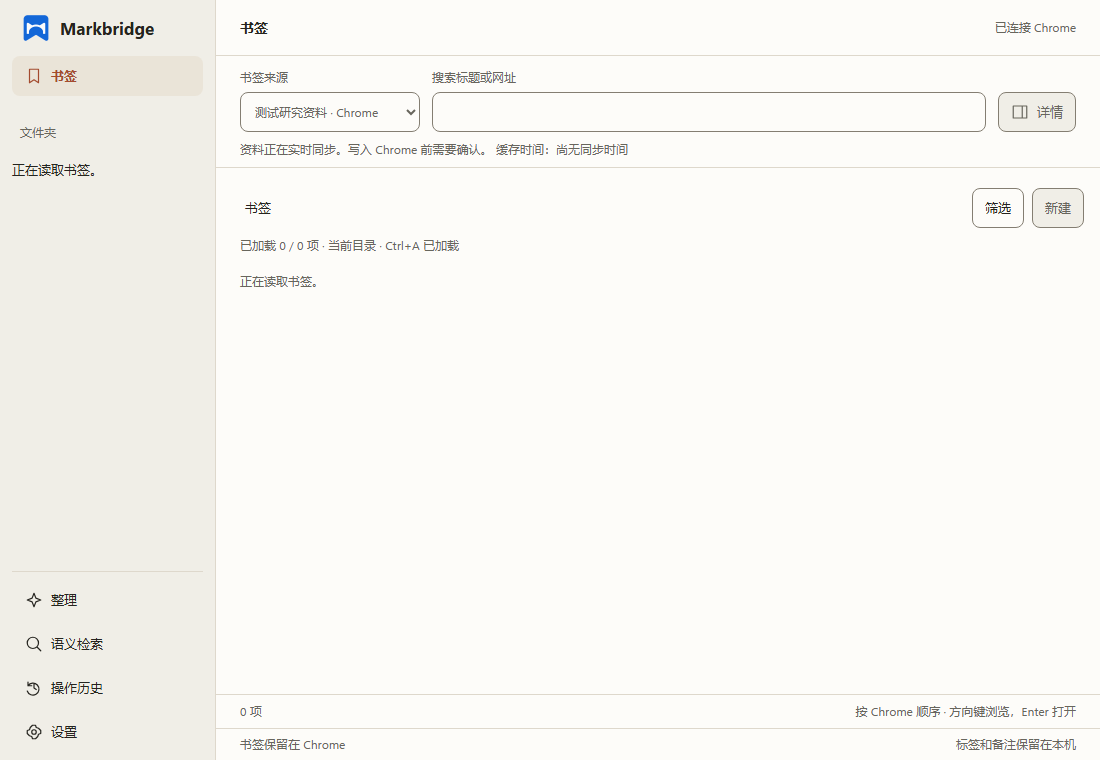 Markbridge
书签
文件夹
正在读取书签。
整理
语义检索
操作历史
设置
书签
已连接 Chrome
书签来源
搜索标题或网址
测试研究资料 · Chrome
详情
资料正在实时同步。写入 Chrome 前需要确认。 缓存时间：尚无同步时间
书签
筛选
新建
已加载 0 / 0 项 · 当前目录 · Ctrl+A 已加载
正在读取书签。
0 项
按 Chrome 顺序 · 方向键浏览，Enter 打开
书签保留在 Chrome
标签和备注保留在本机